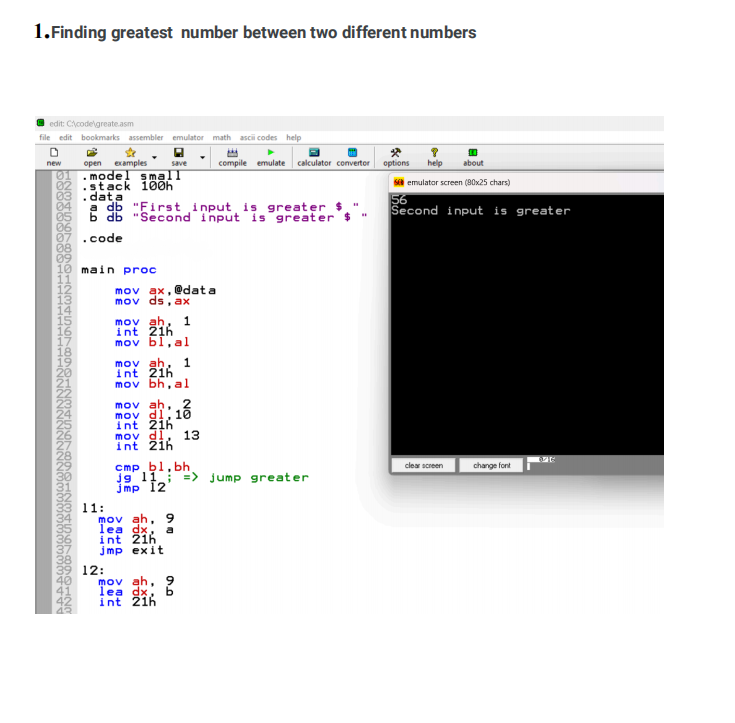 1.Finding greatest number between two different numbers
edit: C:\code\greate.asm
file edit bookmarks assembler emulator math ascii codes help
new open examples save compile emulate calculator convertor options help about
01 .model small
02 .stack 100h
03 .data
04 a db "First input is greater $ "
05 b db "Second input is greater $ "
06
07 .code
08
09
10 main proc
11
12 mov ax,@data
13 mov ds,ax
14
15 mov ah, 1
16 int 21h
17 mov bl,al
18
19 mov ah, 1
20 int 21h
21 mov bh,al
22
23 mov ah, 2
24 mov dl,10
25 int 21h
26 mov dl, 13
27 int 21h
28
29 cmp bl,bh
30 jg l1 ; => jump greater
31 jmp l2
32
33 l1:
34 mov ah, 9
35 lea dx, a
36 int 21h
37 jmp exit
38
39 l2:
40 mov ah, 9
41 lea dx, b
42 int 21h
43
emulator screen (80x25 chars)
56
Second input is greater
clear screen change font